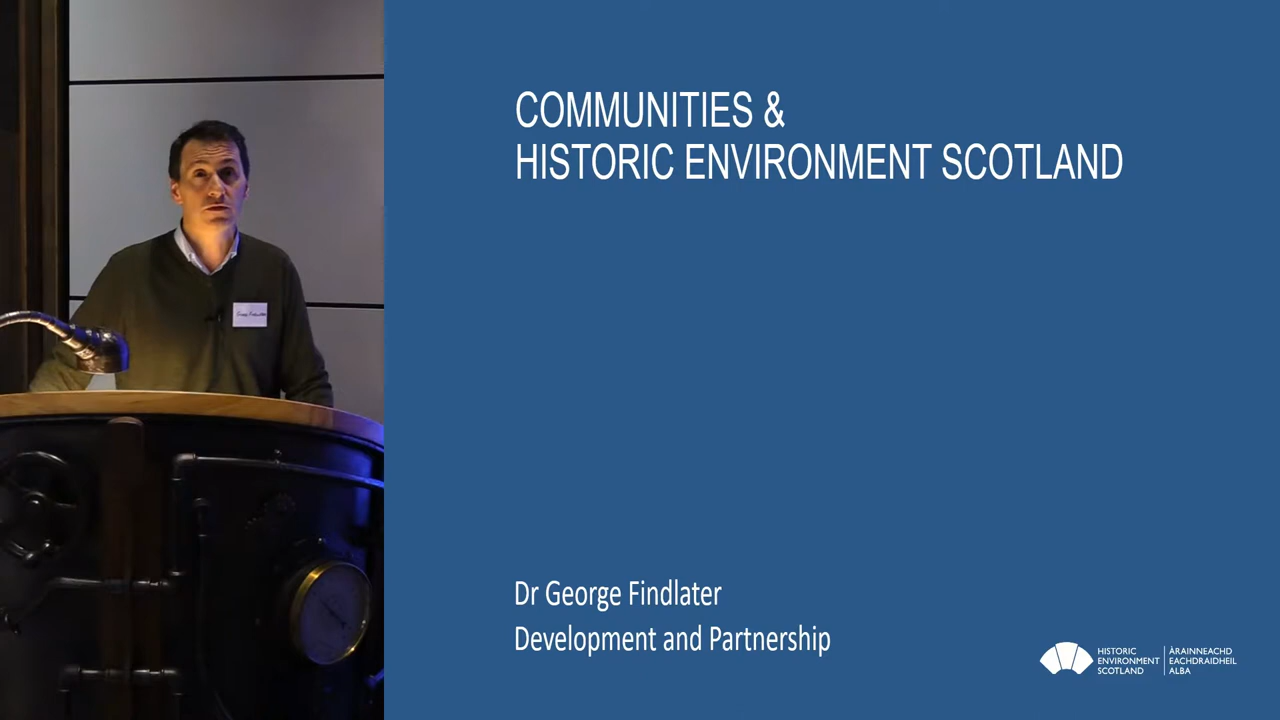 COMMUNITIES &
HISTORIC ENVIRONMENT SCOTLAND
Dr George Findlater
Development and Partnership
HISTORIC
ENVIRONMENT
SCOTLAND
ÀRAINNEACHD
EACHDRAIDHEIL
ALBA